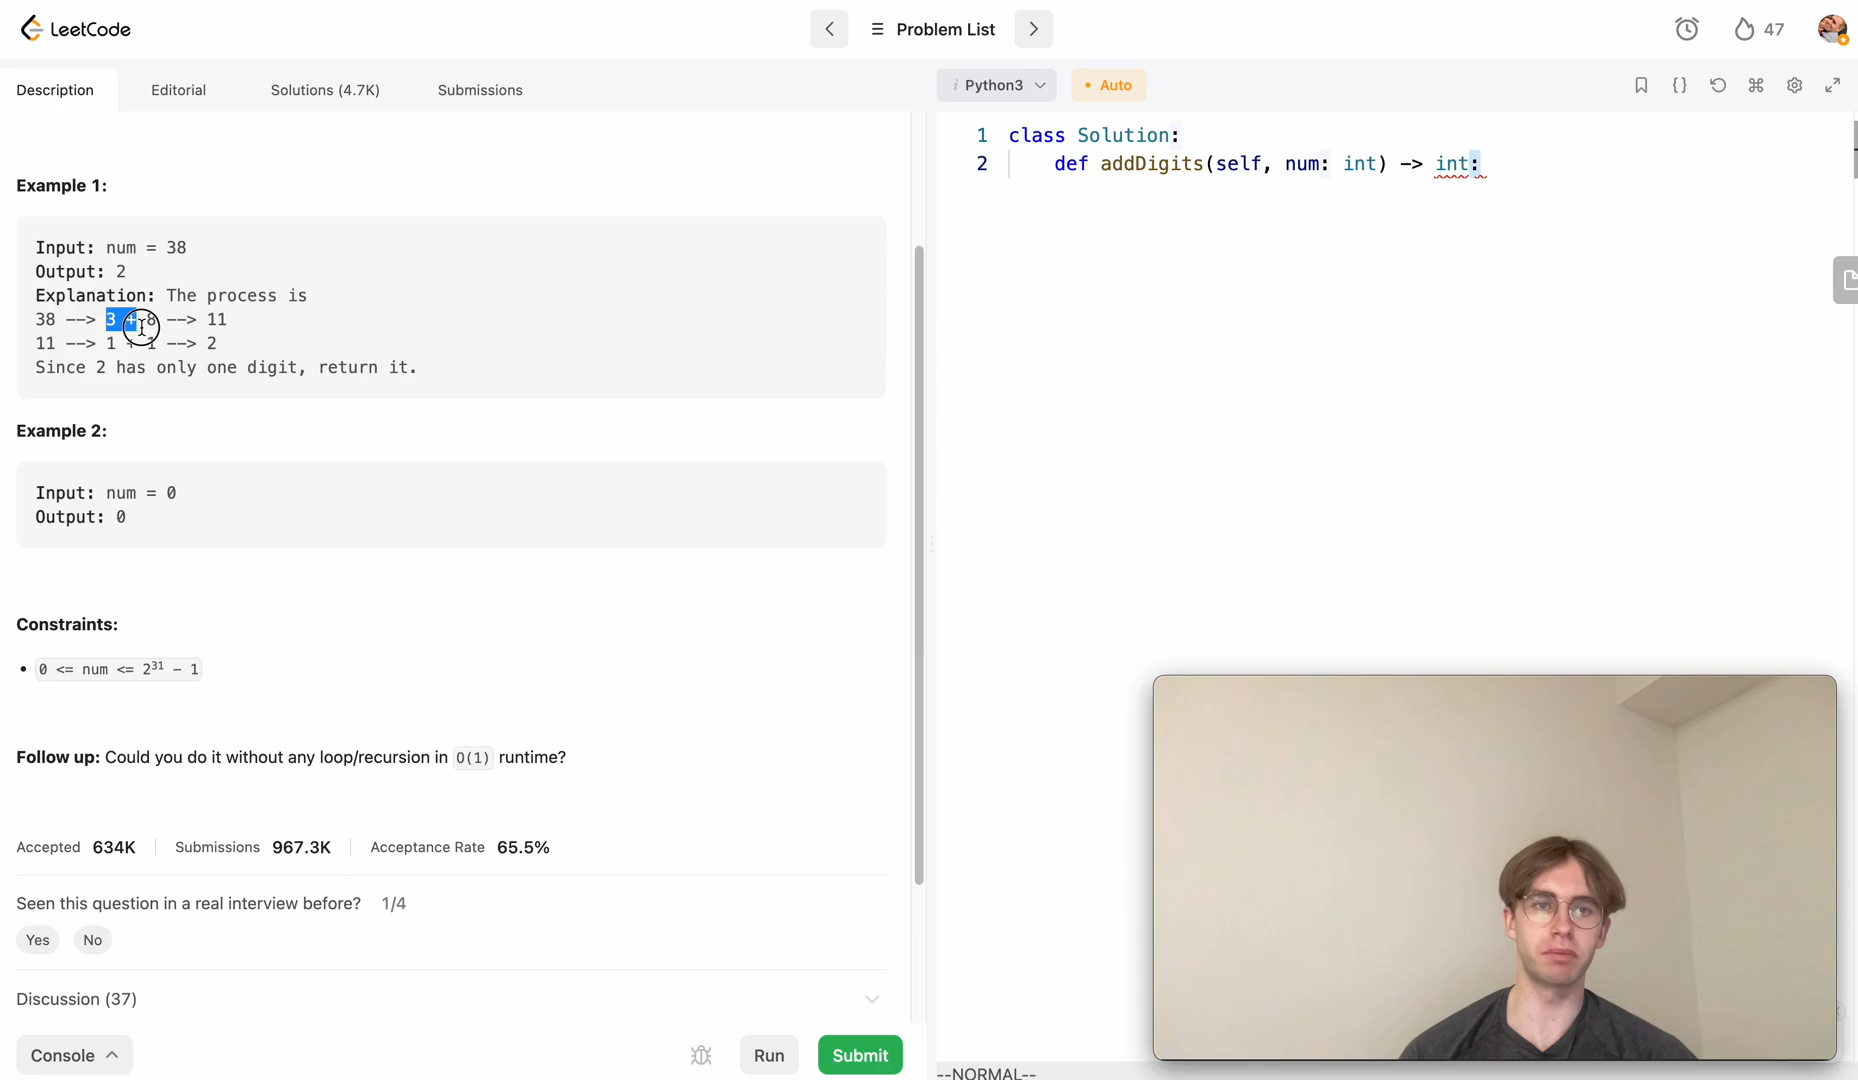 LeetCode
Problem List
47
Description
Editorial
Solutions (4.7K)
Submissions
i Python3
• Auto
Example 1:
Input: num = 38
Output: 2
Explanation: The process is
38 --> 3 + 8 --> 11
11 --> 1 + 1 --> 2
Since 2 has only one digit, return it.
Example 2:
Input: num = 0
Output: 0
Constraints:
• 0 <= num <= 2³¹ - 1
Follow up: Could you do it without any loop/recursion in O(1) runtime?
Accepted 634K
Submissions 967.3K
Acceptance Rate 65.5%
Seen this question in a real interview before? 1/4
Yes
No
Discussion (37)
Console
Run
Submit
1 class Solution:
2 def addDigits(self, num: int) -> int:
--NORMAL--